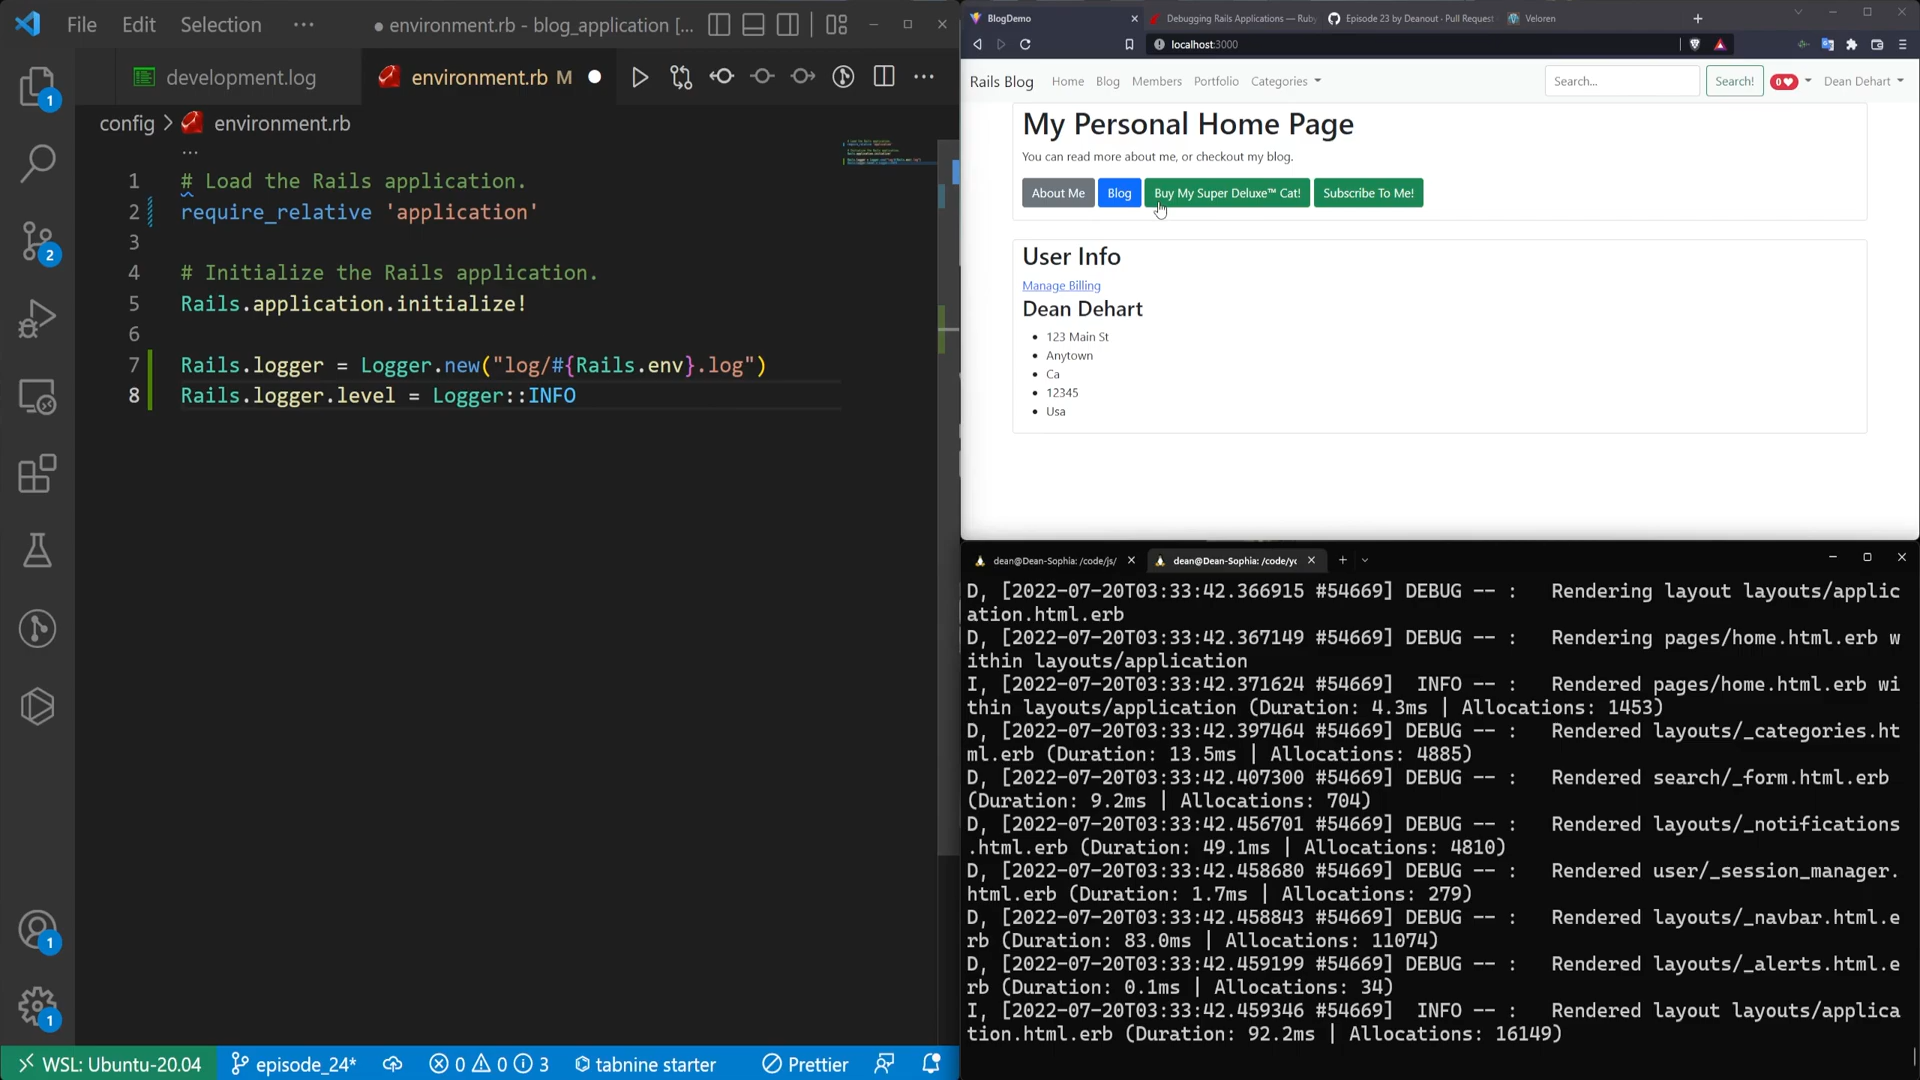 File Edit Selection ··· ● environment.rb - blog_application [...
development.log environment.rb M
config > environment.rb
...
1 # Load the Rails application.
2 require_relative 'application'
3
4 # Initialize the Rails application.
5 Rails.application.initialize!
6
7 Rails.logger = Logger.new("log/#{Rails.env}.log")
8 Rails.logger.level = Logger::INFO
1
2
1
1
WSL: Ubuntu-20.04 episode_24* 0 0 3 tabnine starter Prettier
BlogDemo Debugging Rails Applications — Ruby Episode 23 by Deanout · Pull Request Veloren
localhost:3000
Rails Blog Home Blog Members Portfolio Categories Search... Search! 0 Dean Dehart
My Personal Home Page
You can read more about me, or checkout my blog.
About Me Blog Buy My Super Deluxe™ Cat! Subscribe To Me!
User Info
Manage Billing
Dean Dehart
• 123 Main St
• Anytown
• Ca
• 12345
• Usa
dean@Dean-Sophia: /code/js/ dean@Dean-Sophia: /code/yo
D, [2022-07-20T03:33:42.366915 #54669] DEBUG -- :   Rendering layout layouts/applic
ation.html.erb
D, [2022-07-20T03:33:42.367149 #54669] DEBUG -- :   Rendering pages/home.html.erb w
ithin layouts/application
I, [2022-07-20T03:33:42.371624 #54669]  INFO -- :   Rendered pages/home.html.erb wi
thin layouts/application (Duration: 4.3ms | Allocations: 1453)
D, [2022-07-20T03:33:42.397464 #54669] DEBUG -- :   Rendered layouts/_categories.ht
ml.erb (Duration: 13.5ms | Allocations: 4885)
D, [2022-07-20T03:33:42.407300 #54669] DEBUG -- :   Rendered search/_form.html.erb
(Duration: 9.2ms | Allocations: 704)
D, [2022-07-20T03:33:42.456701 #54669] DEBUG -- :   Rendered layouts/_notifications
.html.erb (Duration: 49.1ms | Allocations: 4810)
D, [2022-07-20T03:33:42.458680 #54669] DEBUG -- :   Rendered user/_session_manager.
html.erb (Duration: 1.7ms | Allocations: 279)
D, [2022-07-20T03:33:42.458843 #54669] DEBUG -- :   Rendered layouts/_navbar.html.e
rb (Duration: 83.0ms | Allocations: 11074)
D, [2022-07-20T03:33:42.459199 #54669] DEBUG -- :   Rendered layouts/_alerts.html.e
rb (Duration: 0.1ms | Allocations: 34)
I, [2022-07-20T03:33:42.459346 #54669]  INFO -- :   Rendered layout layouts/applica
tion.html.erb (Duration: 92.2ms | Allocations: 16149)